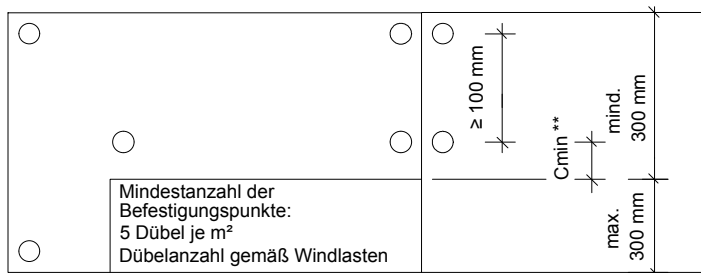 ≥ 100 mm
Cmin **
mind.
300 mm
max.
300 mm
Mindestanzahl der
Befestigungspunkte:
5 Dübel je m²
Dübelanzahl gemäß Windlasten